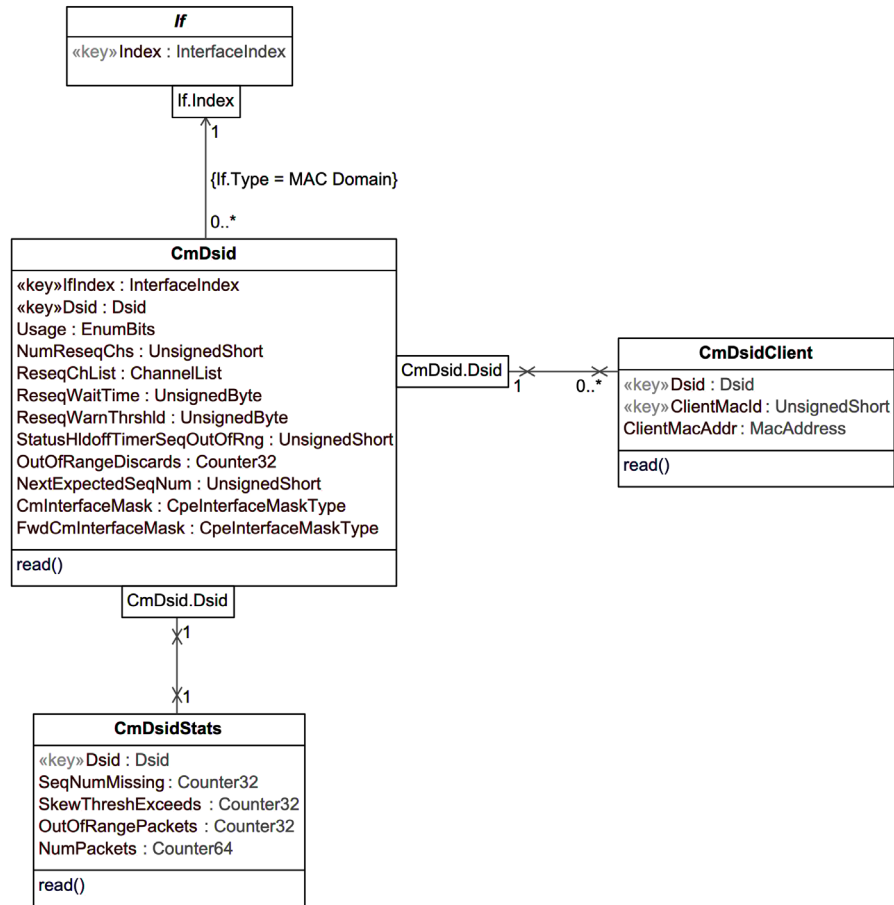 If
«key»Index : InterfaceIndex
If.Index
1
{If.Type = MAC Domain}
0..*
CmDsid
«key»IfIndex : InterfaceIndex
«key»Dsid : Dsid
Usage : EnumBits
NumReseqChs : UnsignedShort
ReseqChList : ChannelList
ReseqWaitTime : UnsignedByte
ReseqWarnThrshld : UnsignedByte
StatusHldoffTimerSeqOutOfRng : UnsignedShort
OutOfRangeDiscards : Counter32
NextExpectedSeqNum : UnsignedShort
CmInterfaceMask : CpeInterfaceMaskType
FwdCmInterfaceMask : CpeInterfaceMaskType
read()
CmDsid.Dsid
1
0..*
CmDsidClient
«key»Dsid : Dsid
«key»ClientMacId : UnsignedShort
ClientMacAddr : MacAddress
read()
CmDsid.Dsid
1
1
CmDsidStats
«key»Dsid : Dsid
SeqNumMissing : Counter32
SkewThreshExceeds : Counter32
OutOfRangePackets : Counter32
NumPackets : Counter64
read()